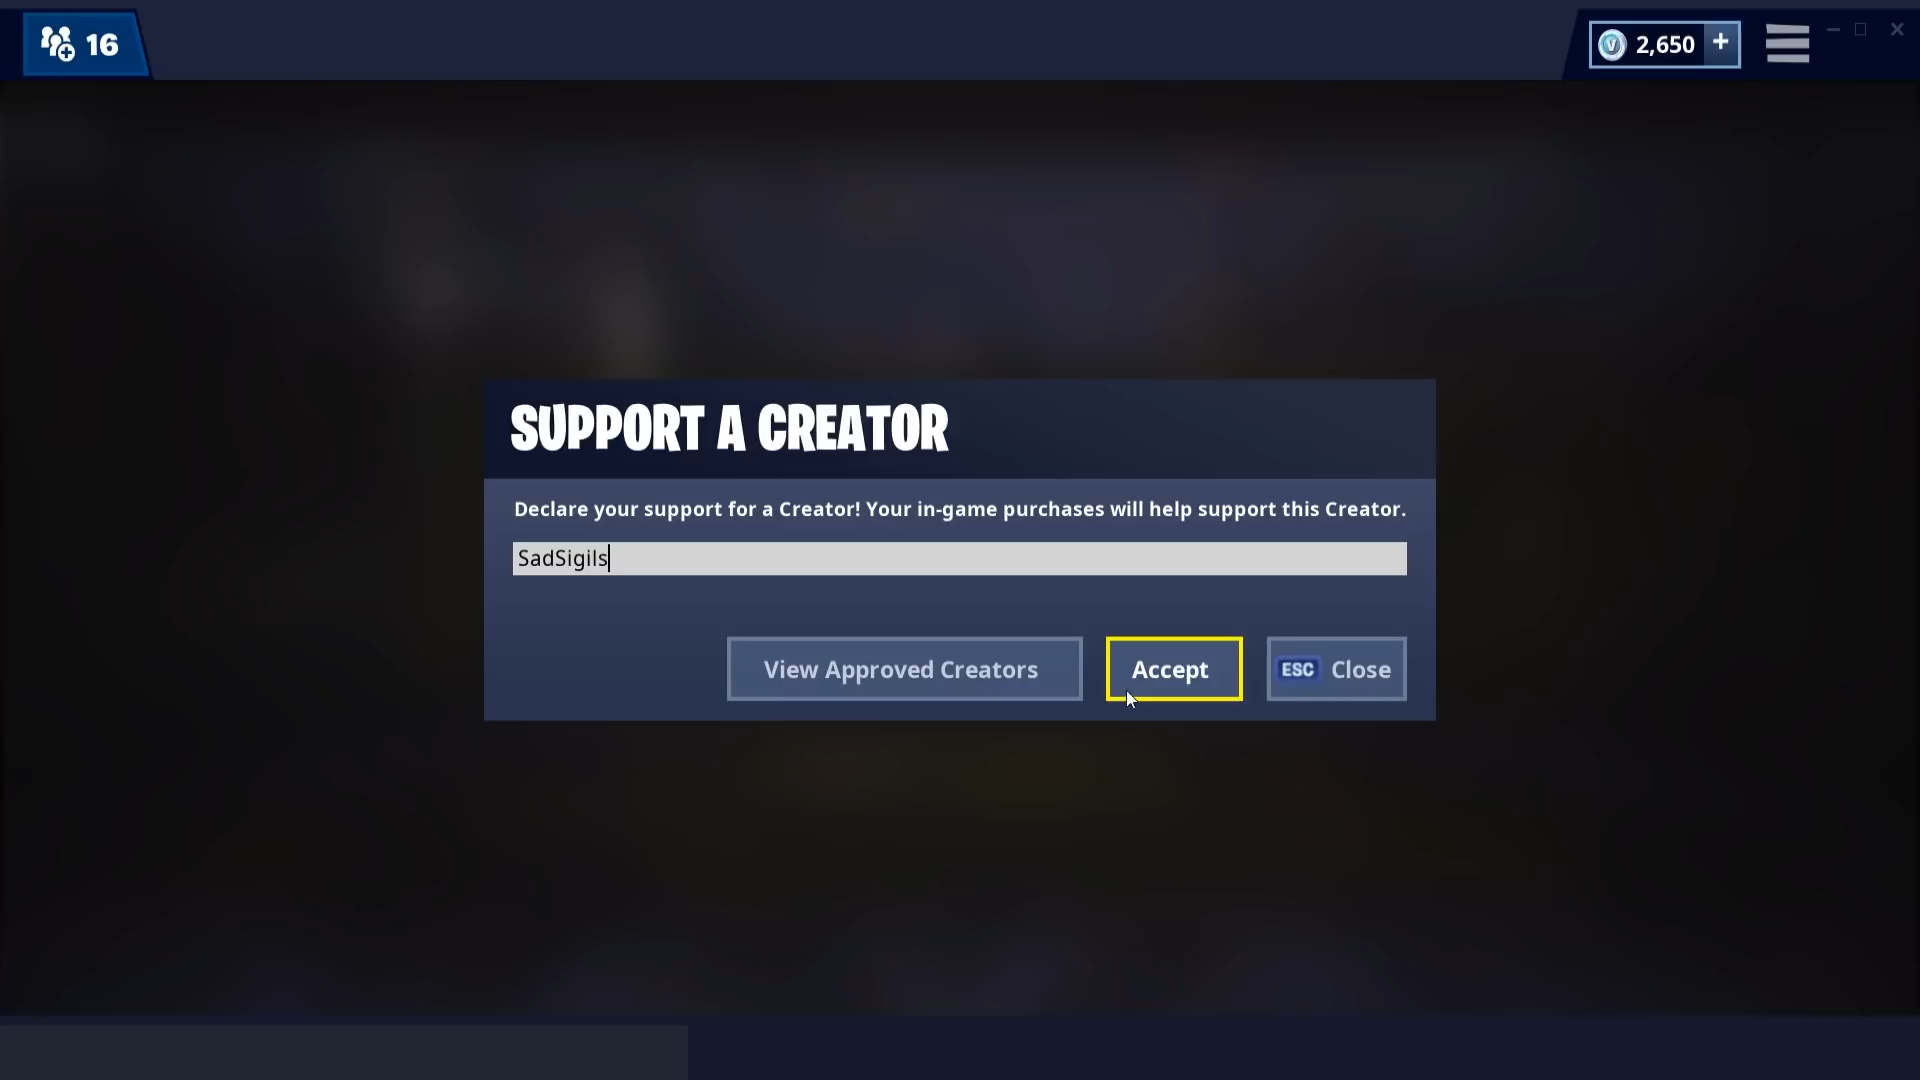 16
2,650 +
SUPPORT A CREATOR
Declare your support for a Creator! Your in-game purchases will help support this Creator.
SadSigils
View Approved Creators
Accept
ESC Close